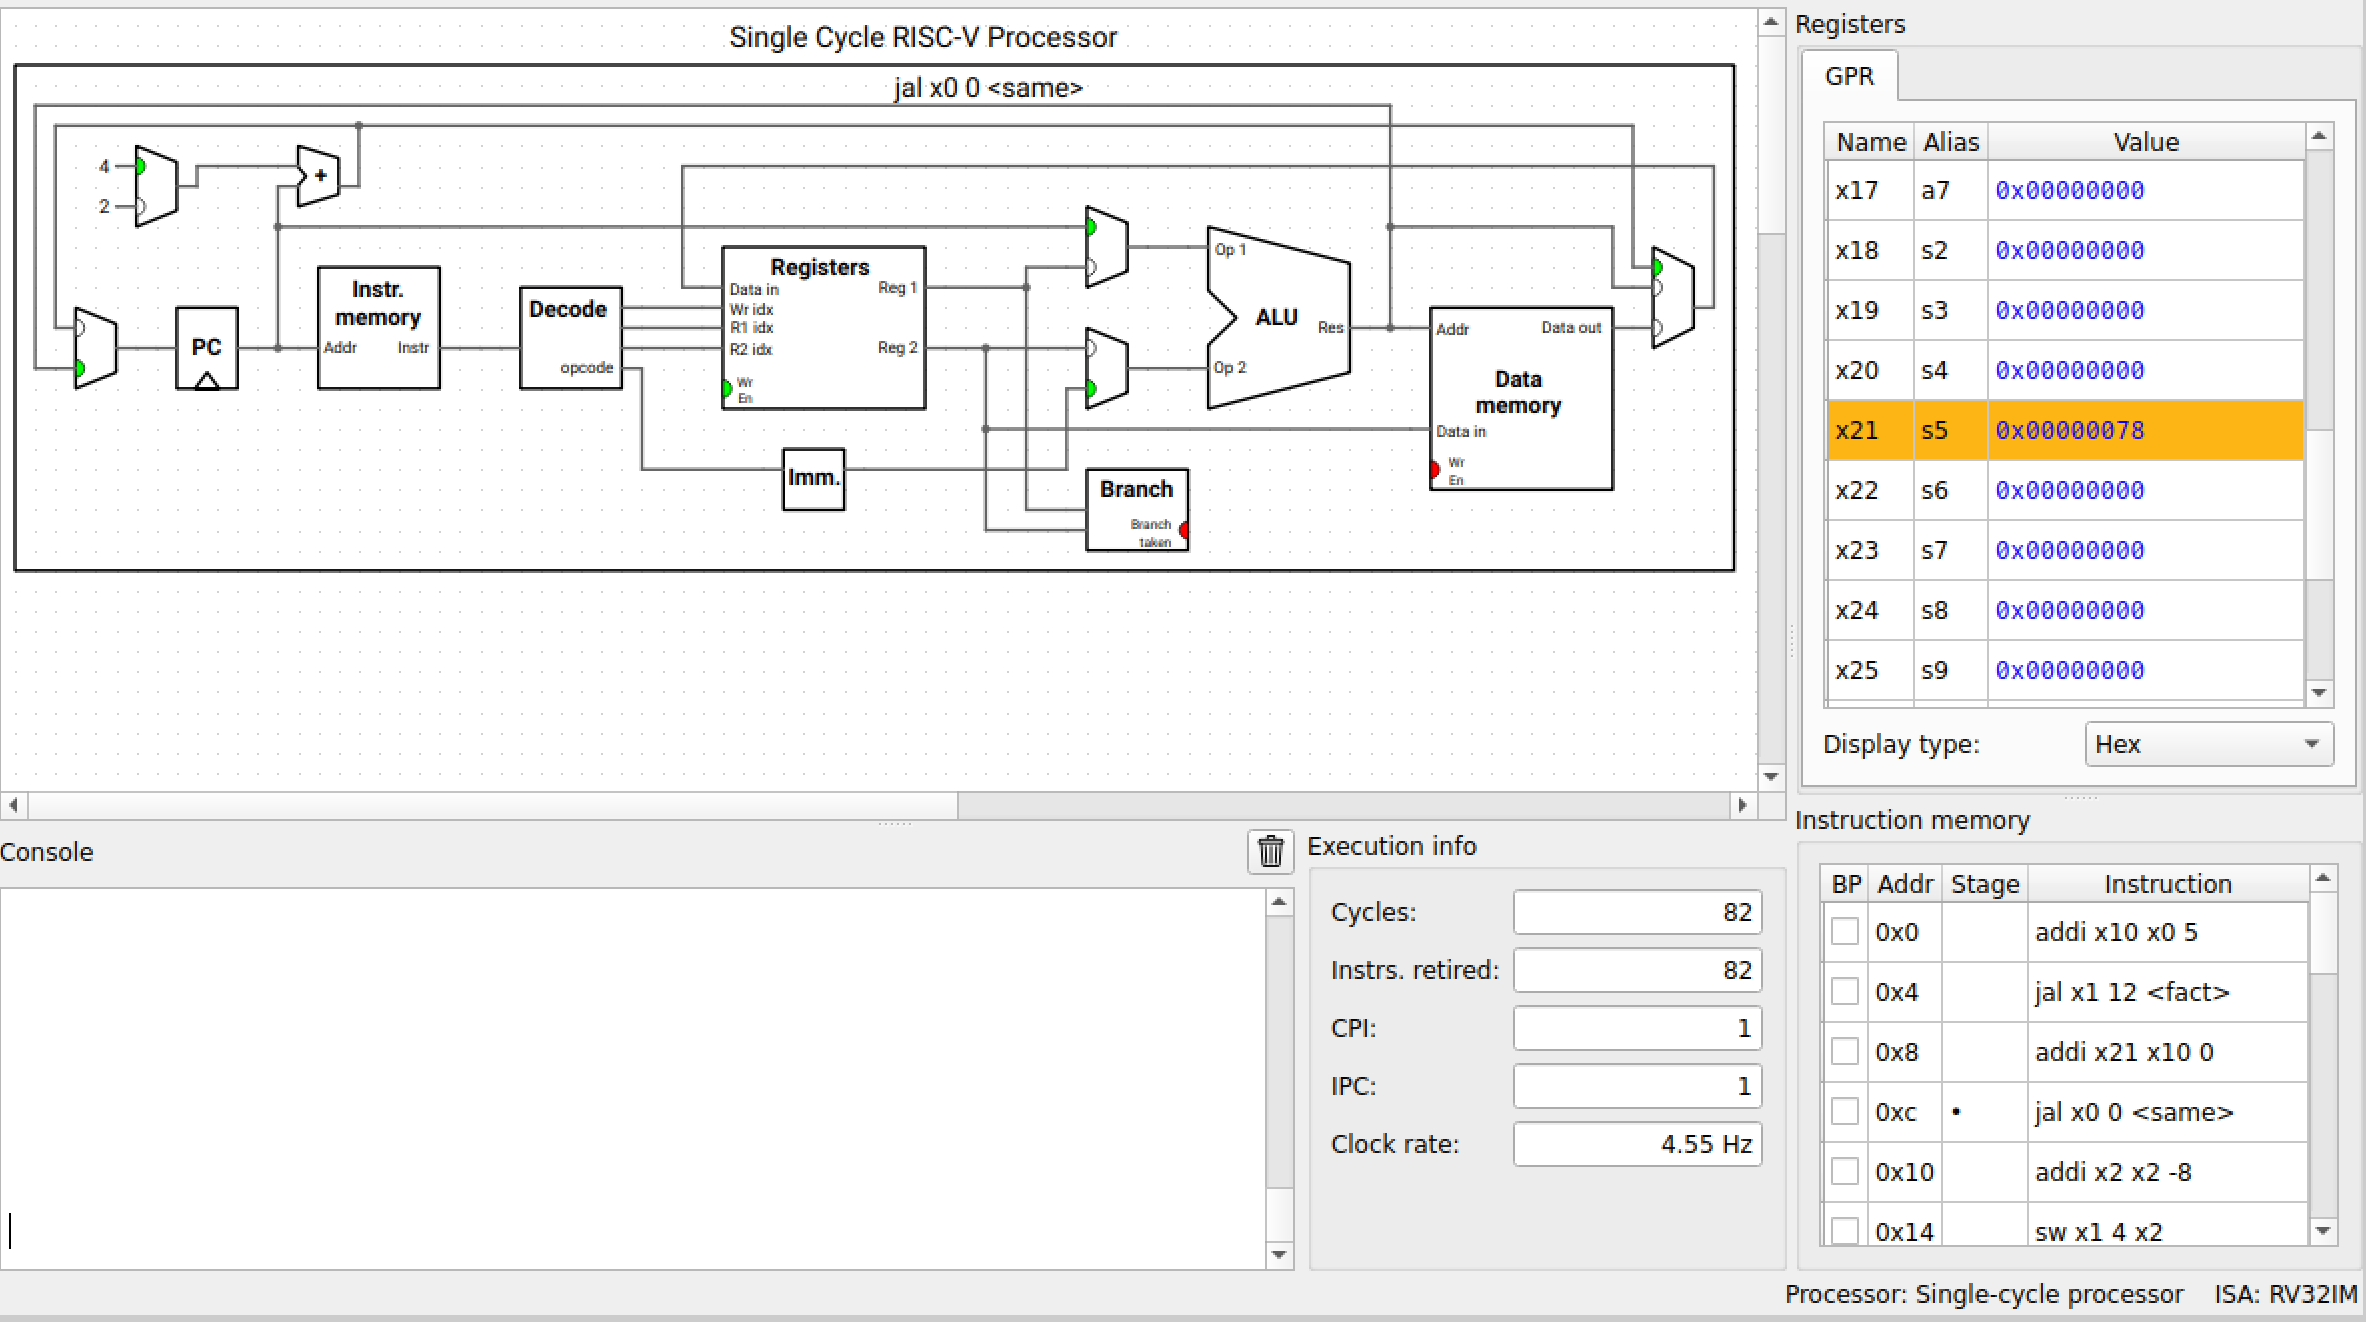 Single Cycle RISC-V Processor
jal x0 0 <same>
4
2
+
PC
Instr. memory
Addr
Instr
Decode
opcode
Registers
Data in
Wr idx
R1 idx
R2 idx
Wr En
Reg 1
Reg 2
Imm.
Branch
Branch taken
Op 1
Op 2
ALU
Res
Addr
Data out
Data memory
Data in
Wr En
Registers
GPR
Name Alias Value
x17 a7 0x00000000
x18 s2 0x00000000
x19 s3 0x00000000
x20 s4 0x00000000
x21 s5 0x00000078
x22 s6 0x00000000
x23 s7 0x00000000
x24 s8 0x00000000
x25 s9 0x00000000
Display type: Hex
Console
Execution info
Cycles: 82
Instrs. retired: 82
CPI: 1
IPC: 1
Clock rate: 4.55 Hz
Instruction memory
BP Addr Stage Instruction
0x0 addi x10 x0 5
0x4 jal x1 12 <fact>
0x8 addi x21 x10 0
0xc • jal x0 0 <same>
0x10 addi x2 x2 -8
0x14 sw x1 4 x2
Processor: Single-cycle processor ISA: RV32IM